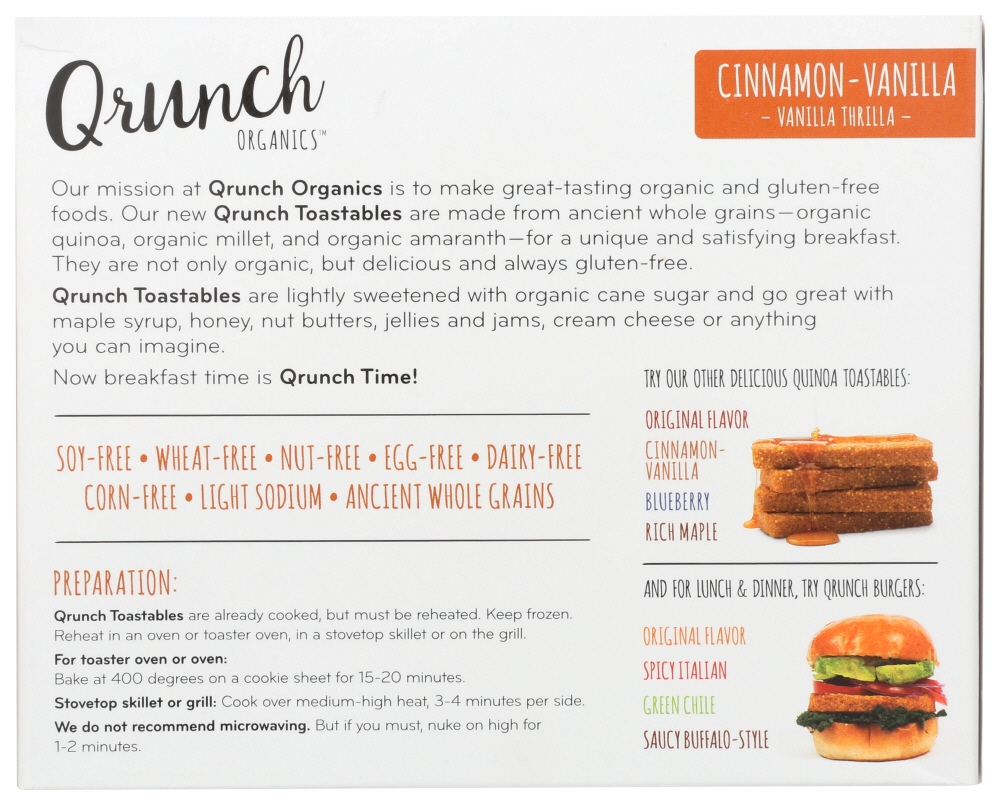 Qrunch
ORGANICS™
CINNAMON-VANILLA
– VANILLA THRILLA –
Our mission at Qrunch Organics is to make great-tasting organic and gluten-free
foods. Our new Qrunch Toastables are made from ancient whole grains—organic
quinoa, organic millet, and organic amaranth—for a unique and satisfying breakfast.
They are not only organic, but delicious and always gluten-free.
Qrunch Toastables are lightly sweetened with organic cane sugar and go great with
maple syrup, honey, nut butters, jellies and jams, cream cheese or anything
you can imagine.
Now breakfast time is Qrunch Time!
SOY-FREE • WHEAT-FREE • NUT-FREE • EGG-FREE • DAIRY-FREE
CORN-FREE • LIGHT SODIUM • ANCIENT WHOLE GRAINS
PREPARATION:
Qrunch Toastables are already cooked, but must be reheated. Keep frozen.
Reheat in an oven or toaster oven, in a stovetop skillet or on the grill.
For toaster oven or oven:
Bake at 400 degrees on a cookie sheet for 15-20 minutes.
Stovetop skillet or grill: Cook over medium-high heat, 3-4 minutes per side.
We do not recommend microwaving. But if you must, nuke on high for
1-2 minutes.
TRY OUR OTHER DELICIOUS QUINOA TOASTABLES:
ORIGINAL FLAVOR
CINNAMON-
VANILLA
BLUEBERRY
RICH MAPLE
AND FOR LUNCH & DINNER, TRY QRUNCH BURGERS:
ORIGINAL FLAVOR
SPICY ITALIAN
GREEN CHILE
SAUCY BUFFALO-STYLE